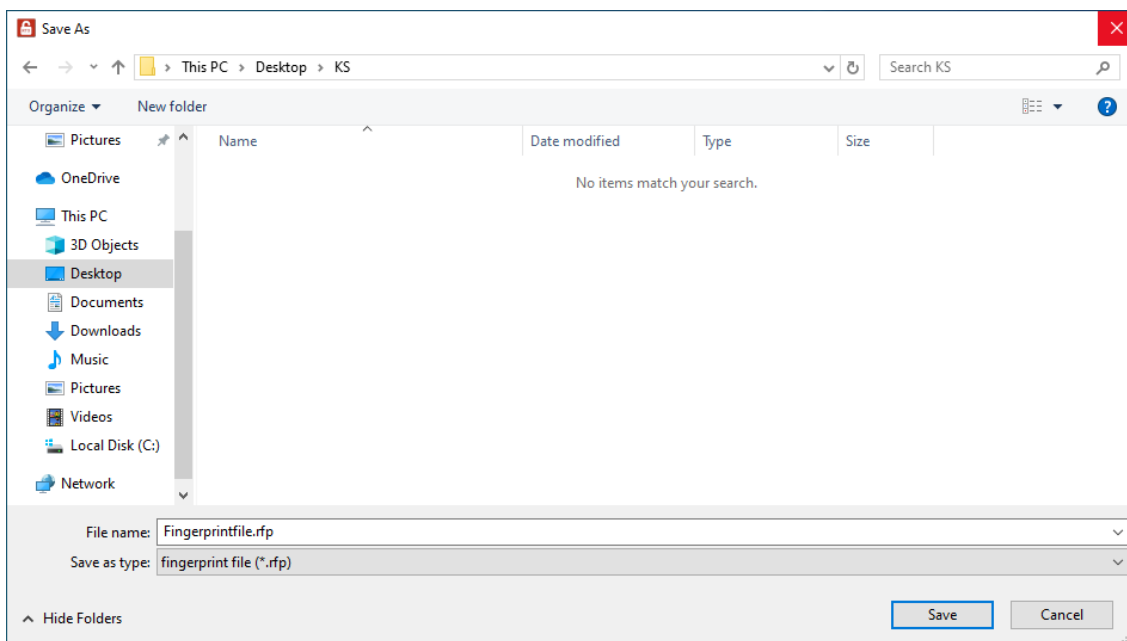 Save As
This PC > Desktop > KS
Search KS
Organize
New folder
Name
Date modified
Type
Size
No items match your search.
Pictures
OneDrive
This PC
3D Objects
Desktop
Documents
Downloads
Music
Pictures
Videos
Local Disk (C:)
Network
File name: Fingerprintfile.rfp
Save as type: fingerprint file (*.rfp)
Hide Folders
Save
Cancel